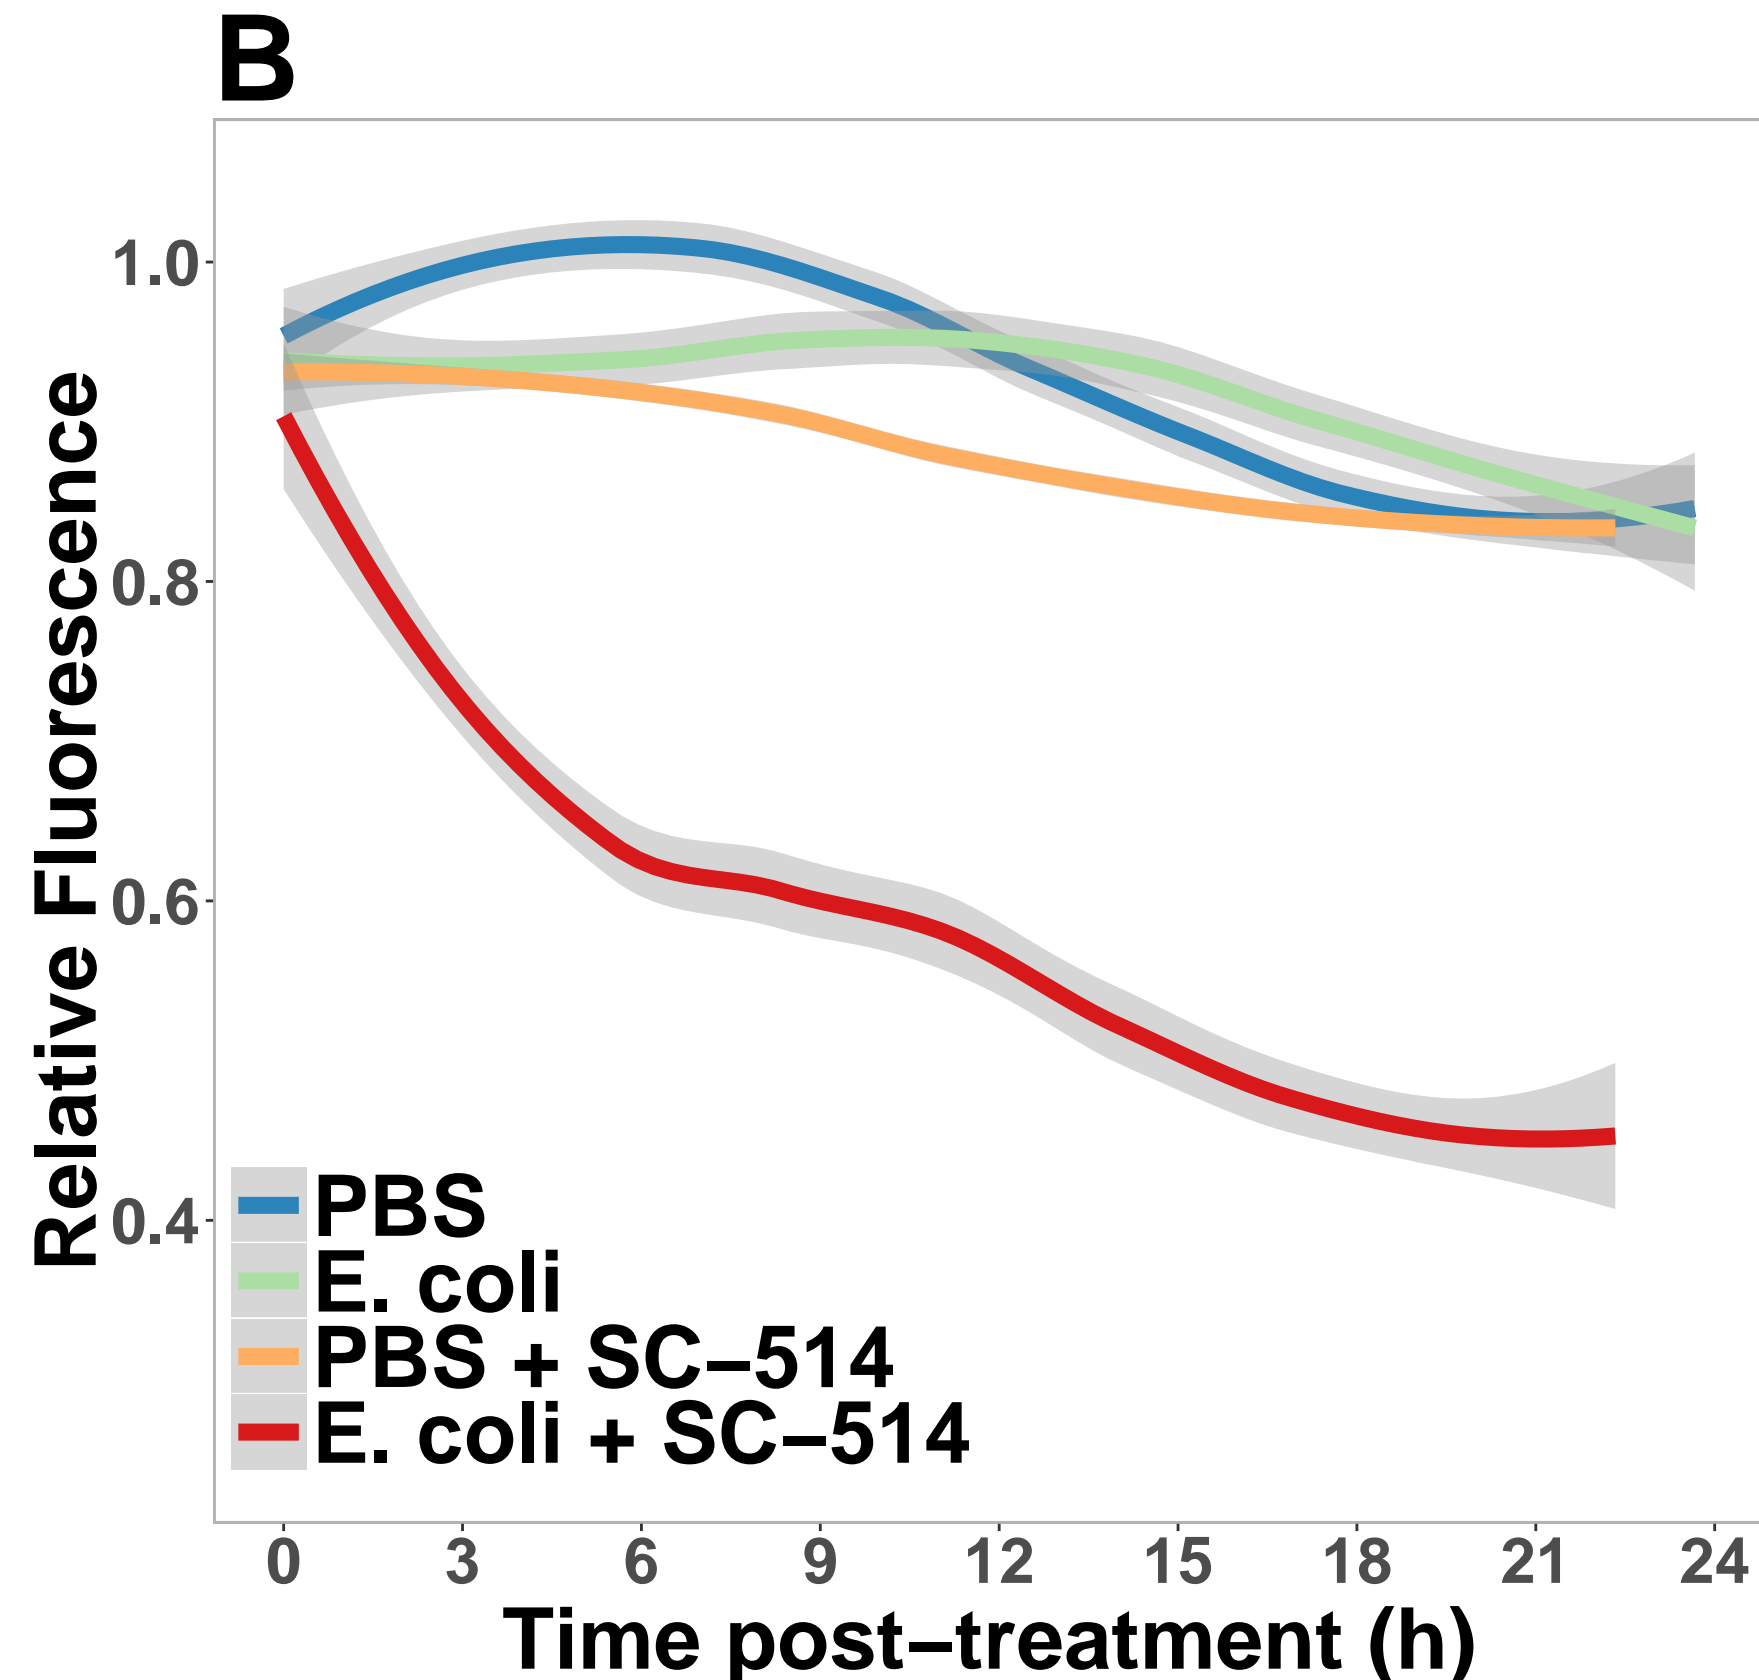 B
Relative Fluorescence
1.0
0.8
0.6
0.4
PBS
E. coli
PBS + SC−514
E. coli + SC−514
0 3 6 9 12 15 18 21 24
Time post−treatment (h)